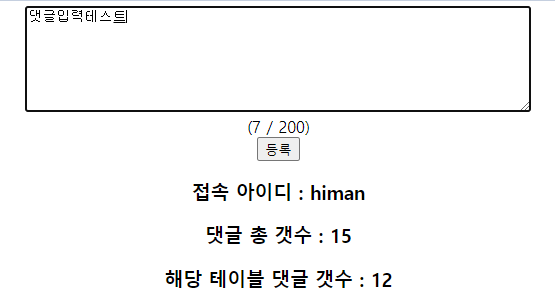 댓글입력테스트
(7 / 200)
등록
접속 아이디 : himan
댓글 총 갯수 : 15
해당 테이블 댓글 갯수 : 12